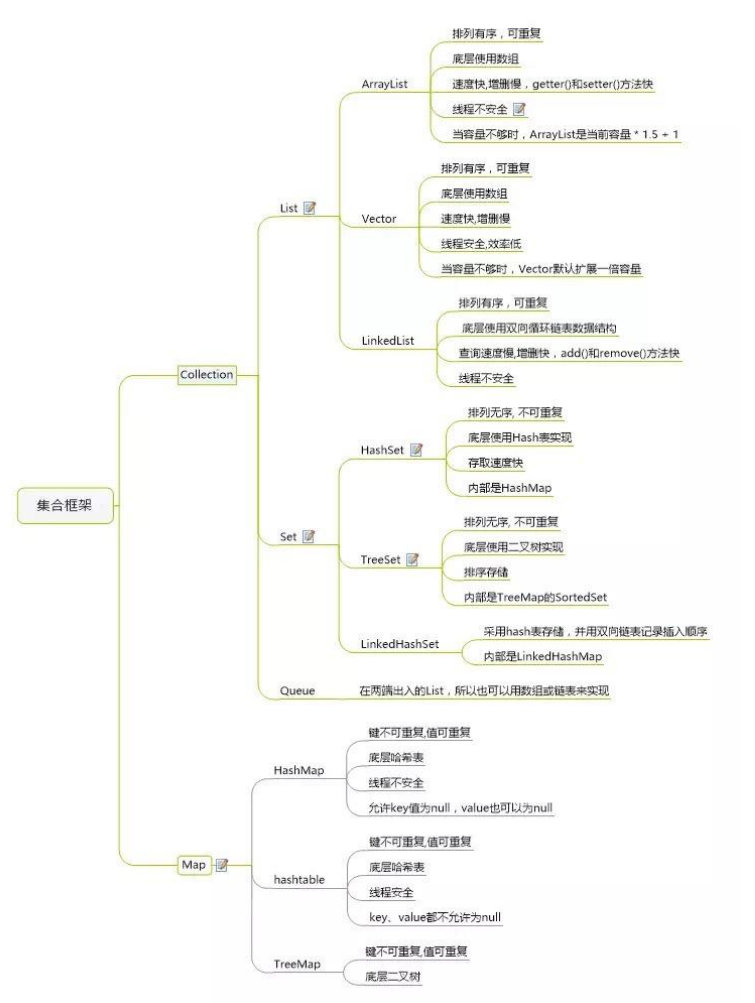 集合框架
Collection
List
ArrayList
排列有序，可重复
底层使用数组
速度快,增删慢，getter()和setter()方法快
线程不安全
当容量不够时，ArrayList是当前容量 * 1.5 + 1
Vector
排列有序，可重复
底层使用数组
速度快,增删慢
线程安全,效率低
当容量不够时，Vector默认扩展一倍容量
LinkedList
排列有序，可重复
底层使用双向循环链表数据结构
查询速度慢,增删快，add()和remove()方法快
线程不安全
Set
HashSet
排列无序, 不可重复
底层使用Hash表实现
存取速度快
内部是HashMap
TreeSet
排列无序, 不可重复
底层使用二叉树实现
排序存储
内部是TreeMap的SortedSet
LinkedHashSet
采用hash表存储，并用双向链表记录插入顺序
内部是LinkedHashMap
Queue
在两端出入的List，所以也可以用数组或链表来实现
Map
HashMap
键不可重复,值可重复
底层哈希表
线程不安全
允许key值为null，value也可以为null
hashtable
键不可重复,值可重复
底层哈希表
线程安全
key、value都不允许为null
TreeMap
键不可重复,值可重复
底层二叉树